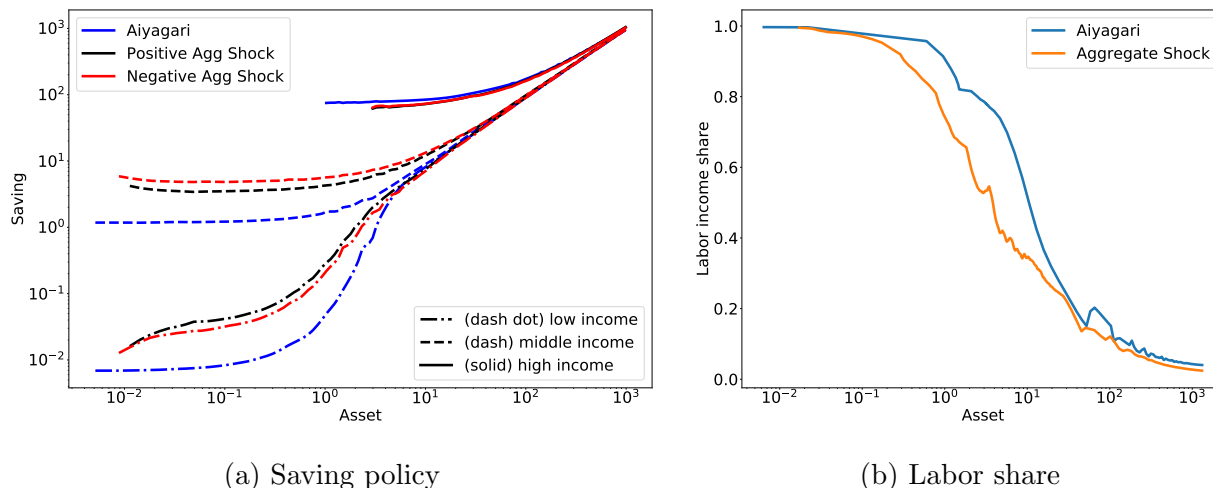 Aiyagari
Positive Agg Shock
Negative Agg Shock
(dash dot) low income
(dash) middle income
(solid) high income
Saving
10^3
10^2
10^1
10^0
10^−1
10^−2
10^−2 10^−1 10^0 10^1 10^2 10^3
Asset
(a) Saving policy
Aiyagari
Aggregate Shock
Labor income share
1.0
0.8
0.6
0.4
0.2
0.0
10^−2 10^−1 10^0 10^1 10^2 10^3
Asset
(b) Labor share